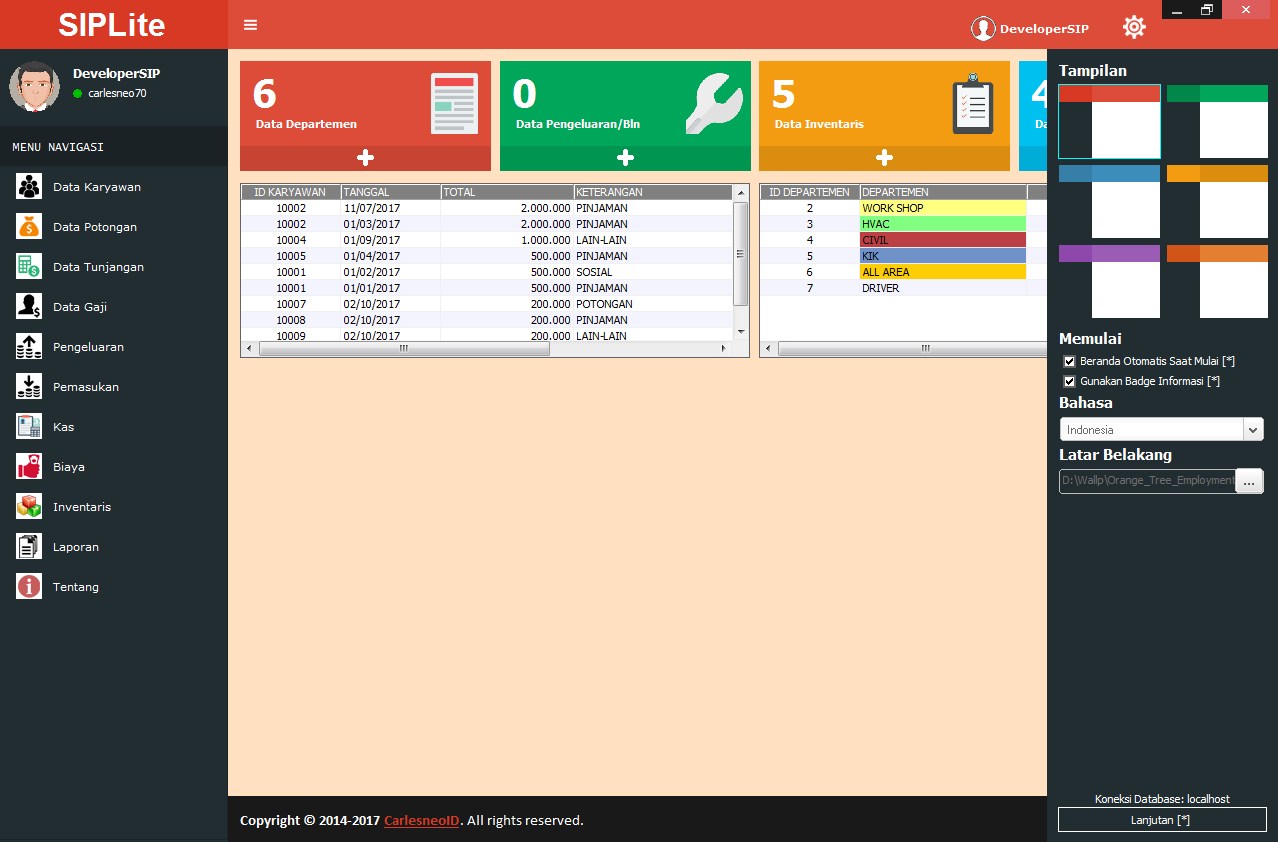 SIPLite
DeveloperSIP
DeveloperSIP
carlesneo70
MENU NAVIGASI
Data Karyawan
Data Potongan
Data Tunjangan
Data Gaji
Pengeluaran
Pemasukan
Kas
Biaya
Inventaris
Laporan
Tentang
6
Data Departemen
0
Data Pengeluaran/Bln
5
Data Inventaris
ID KARYAWAN TANGGAL TOTAL KETERANGAN
10002 11/07/2017 2.000.000 PINJAMAN
10002 01/03/2017 2.000.000 PINJAMAN
10004 01/09/2017 1.000.000 LAIN-LAIN
10005 01/04/2017 500.000 PINJAMAN
10001 01/02/2017 500.000 SOSIAL
10001 01/01/2017 500.000 PINJAMAN
10007 02/10/2017 200.000 POTONGAN
10008 02/10/2017 200.000 PINJAMAN
10009 02/10/2017 200.000 LAIN-LAIN
ID DEPARTEMEN DEPARTEMEN
2 WORK SHOP
3 HVAC
4 CIVIL
5 KIK
6 ALL AREA
7 DRIVER
Tampilan
Memulai
Beranda Otomatis Saat Mulai [*]
Gunakan Badge Informasi [*]
Bahasa
Indonesia
Latar Belakang
D:\Wallp\Orange_Tree_Employment
...
Koneksi Database: localhost
Lanjutan [*]
Copyright © 2014-2017 CarlesneoID. All rights reserved.